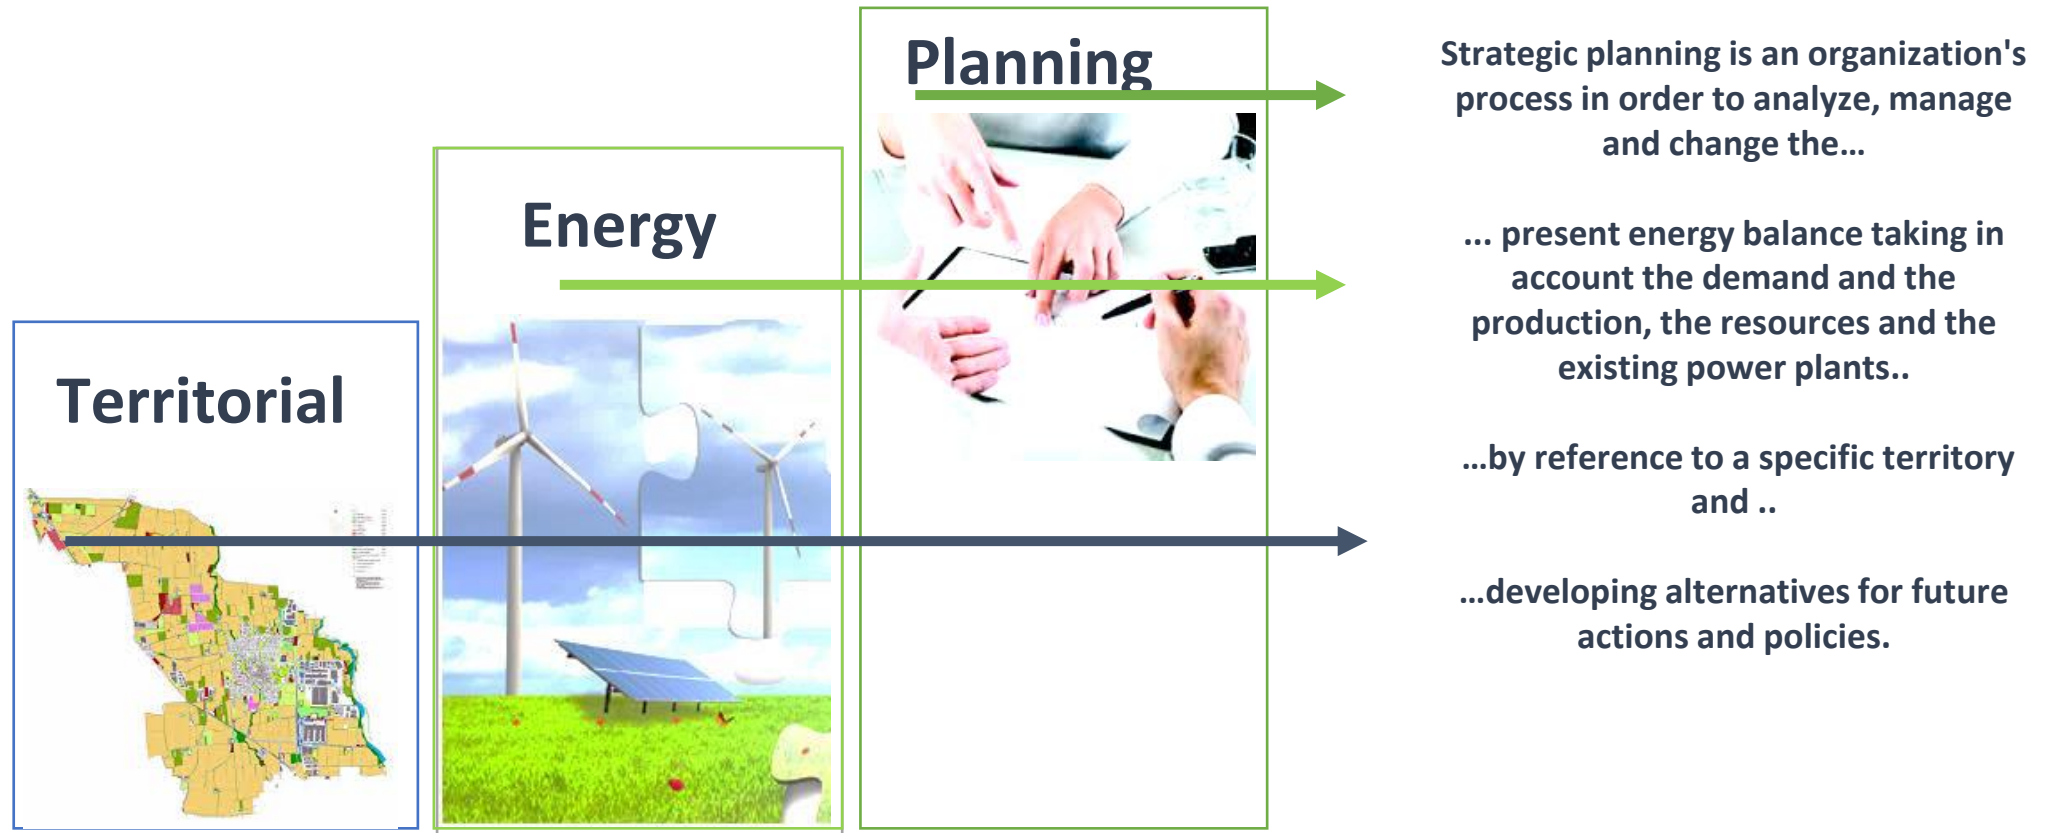 Planning
Energy
Territorial
Strategic planning is an organization's
process in order to analyze, manage
and change the…
... present energy balance taking in
account the demand and the
production, the resources and the
existing power plants..
…by reference to a specific territory
and ..
…developing alternatives for future
actions and policies.